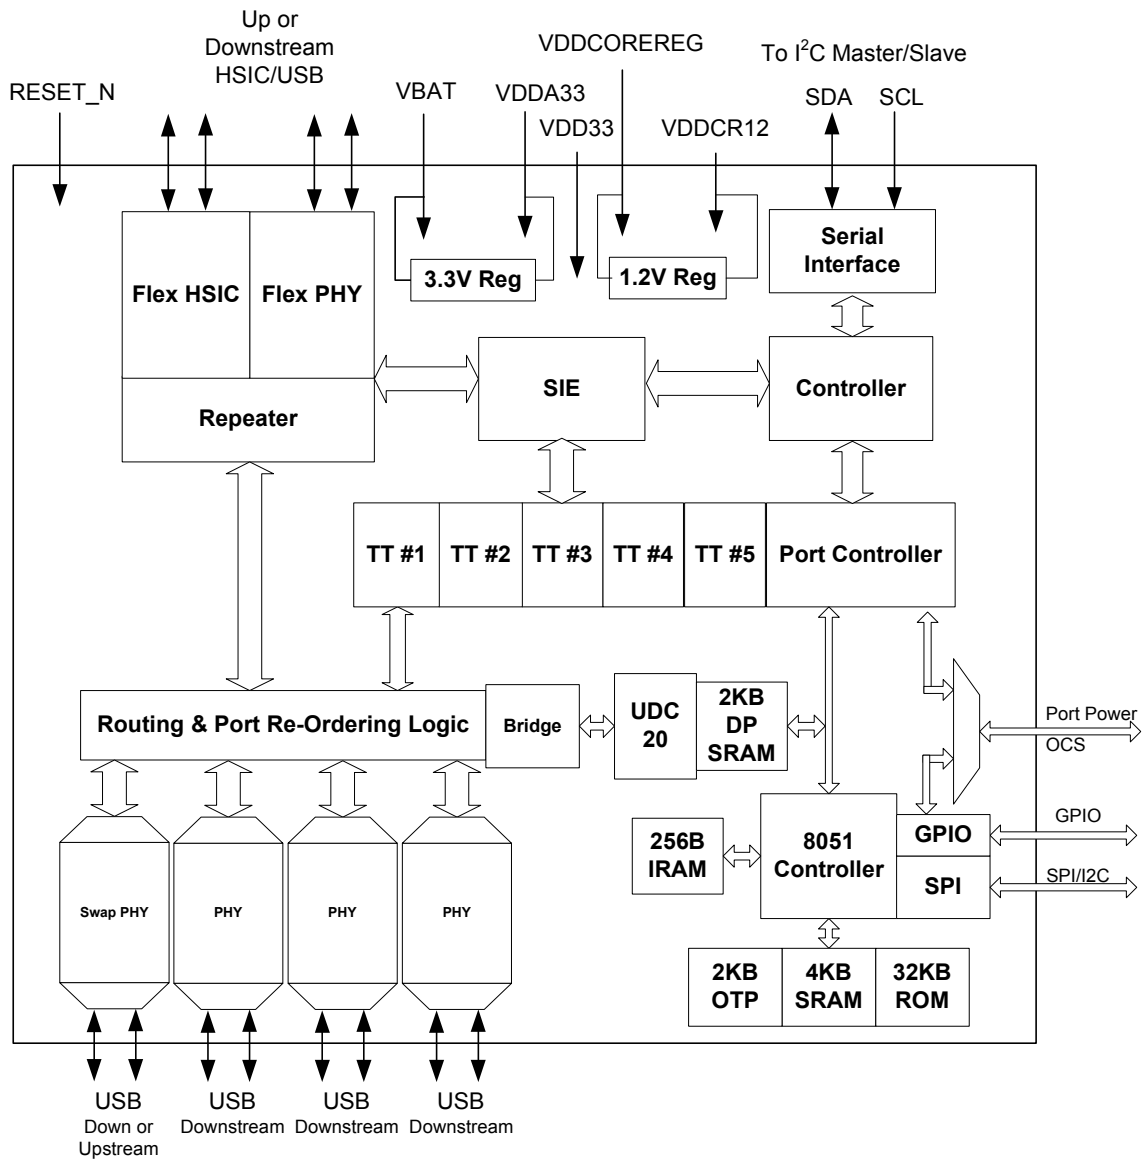 Up or
Downstream
HSIC/USB
RESET_N
VBAT
VDDA33
VDD33
VDDCOREREG
VDDCR12
To I2C Master/Slave
SDA
SCL
Flex HSIC
Flex PHY
3.3V Reg
1.2V Reg
Serial
Interface
Repeater
SIE
Controller
TT #1
TT #2
TT #3
TT #4
TT #5
Port Controller
Routing & Port Re-Ordering Logic
Bridge
UDC
20
2KB
DP
SRAM
Port Power
OCS
256B
IRAM
8051
Controller
GPIO
GPIO
SPI
SPI/I2C
Swap PHY
PHY
PHY
PHY
2KB
OTP
4KB
SRAM
32KB
ROM
USB
Down or
Upstream
USB
Downstream
USB
Downstream
USB
Downstream